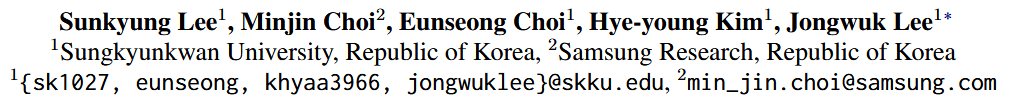 Sunkyung Lee¹, Minjin Choi², Eunseong Choi¹, Hye-young Kim¹, Jongwuk Lee¹*
¹Sungkyunkwan University, Republic of Korea, ²Samsung Research, Republic of Korea
¹{sk1027, eunseong, khyaa3966, jongwuklee}@skku.edu, ²min_jin.choi@samsung.com